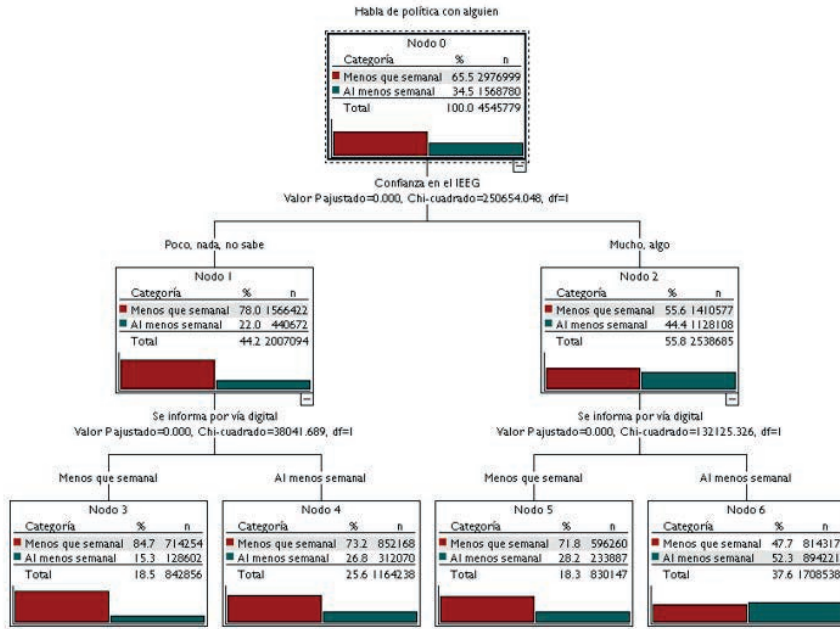 Habla de política con alguien
Nodo 0
Categoría % n
Menos que semanal 65.5 2976999
Al menos semanal 34.5 1568780
Total 100.0 4545779
Confianza en el IEEG
Valor Pajustado=0.000, Chi-cuadrado=250654.048, df=1
Poco, nada, no sabe
Mucho, algo
Nodo 1
Categoría % n
Menos que semanal 78.0 1566422
Al menos semanal 22.0 440672
Total 44.2 2007094
Nodo 2
Categoría % n
Menos que semanal 55.6 1410577
Al menos semanal 44.4 1128108
Total 55.8 2538685
Se informa por vía digital
Valor Pajustado=0.000, Chi-cuadrado=38041.689, df=1
Se informa por vía digital
Valor Pajustado=0.000, Chi-cuadrado=132125.326, df=1
Menos que semanal
Al menos semanal
Menos que semanal
Al menos semanal
Nodo 3
Categoría % n
Menos que semanal 84.7 714254
Al menos semanal 15.3 128602
Total 18.5 842856
Nodo 4
Categoría % n
Menos que semanal 73.2 852168
Al menos semanal 26.8 312070
Total 25.6 1164238
Nodo 5
Categoría % n
Menos que semanal 71.8 596260
Al menos semanal 28.2 233887
Total 18.3 830147
Nodo 6
Categoría % n
Menos que semanal 47.7 814317
Al menos semanal 52.3 894221
Total 37.6 1708538